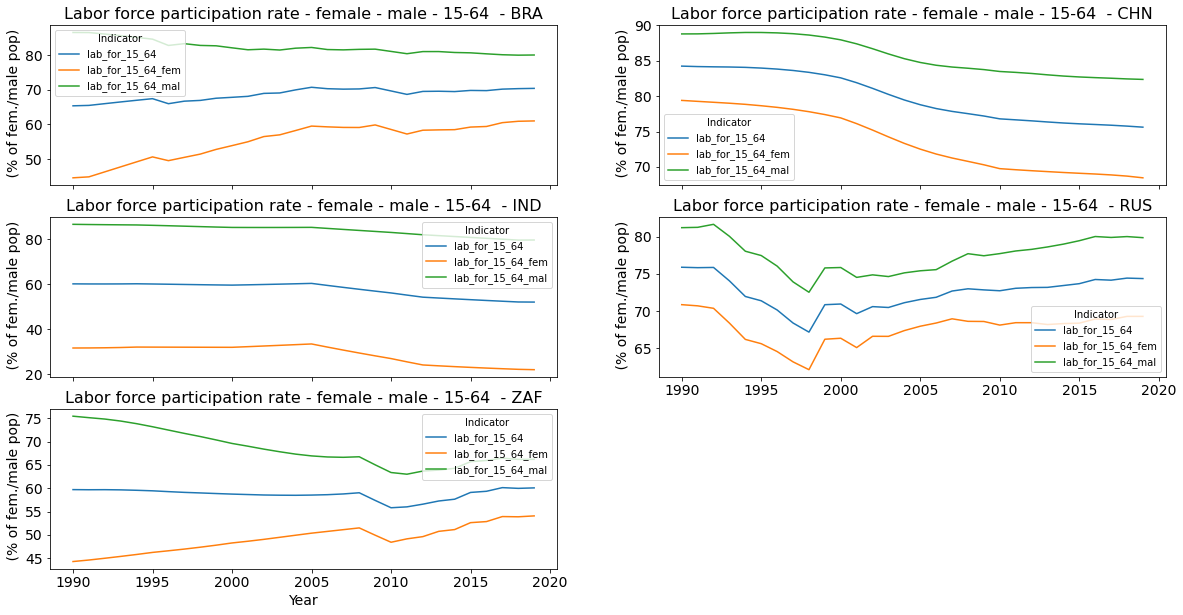 Labor force participation rate - female - male - 15-64 - BRA
(% of fem./male pop)
80
70
60
50
Indicator
lab_for_15_64
lab_for_15_64_fem
lab_for_15_64_mal
Labor force participation rate - female - male - 15-64 - CHN
(% of fem./male pop)
90
85
80
75
70
Indicator
lab_for_15_64
lab_for_15_64_fem
lab_for_15_64_mal
Labor force participation rate - female - male - 15-64 - IND
(% of fem./male pop)
80
60
40
20
Indicator
lab_for_15_64
lab_for_15_64_fem
lab_for_15_64_mal
Labor force participation rate - female - male - 15-64 - RUS
(% of fem./male pop)
80
75
70
65
Indicator
lab_for_15_64
lab_for_15_64_fem
lab_for_15_64_mal
1990 1995 2000 2005 2010 2015 2020
Labor force participation rate - female - male - 15-64 - ZAF
(% of fem./male pop)
75
70
65
60
55
50
45
Indicator
lab_for_15_64
lab_for_15_64_fem
lab_for_15_64_mal
1990 1995 2000 2005 2010 2015 2020
Year